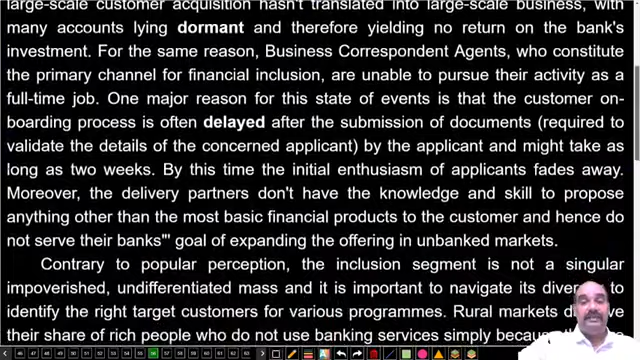 large-scale customer acquisition hasn't translated into large-scale business, with
many accounts lying dormant and therefore yielding no return on the bank's
investment. For the same reason, Business Correspondent Agents, who constitute
the primary channel for financial inclusion, are unable to pursue their activity as a
full-time job. One major reason for this state of events is that the customer on-
boarding process is often delayed after the submission of documents (required to
validate the details of the concerned applicant) by the applicant and might take as
long as two weeks. By this time the initial enthusiasm of applicants fades away.
Moreover, the delivery partners don't have the knowledge and skill to propose
anything other than the most basic financial products to the customer and hence do
not serve their banks"' goal of expanding the offering in unbanked markets.
Contrary to popular perception, the inclusion segment is not a singular
impoverished, undifferentiated mass and it is important to navigate its to
identify the right target customers for various programmes. Rural markets
their share of rich people who do not use banking services simply